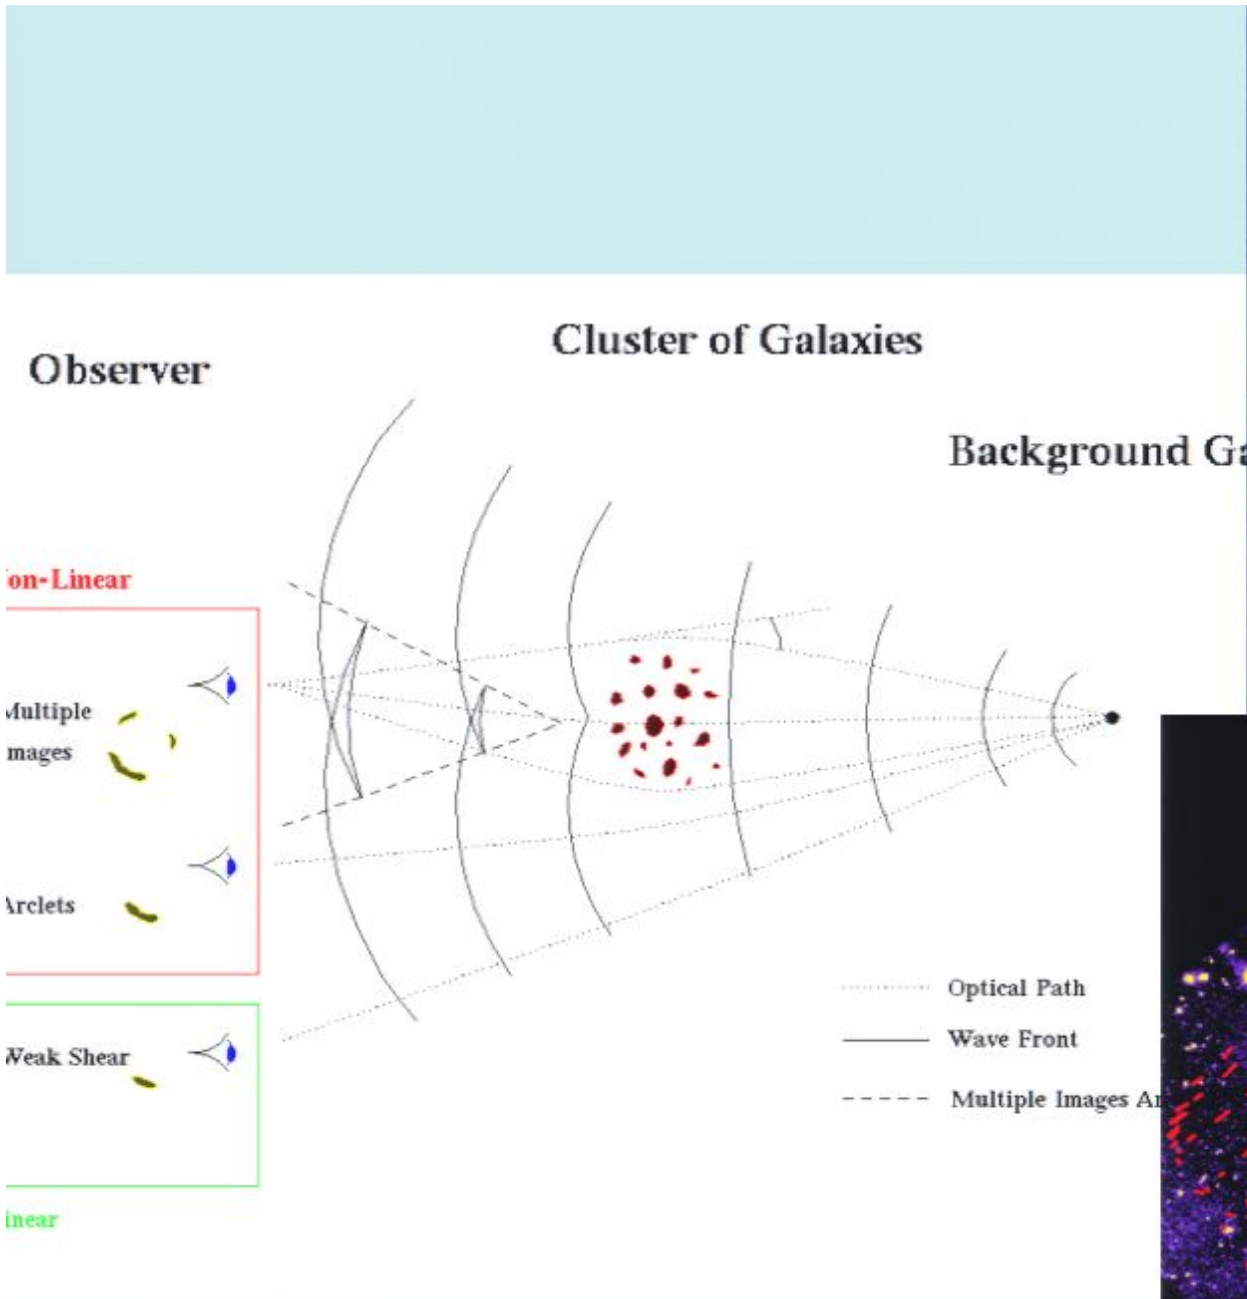 Cluster of Galaxies
Observer
Background Ga
on-Linear
Multiple
mages
Arclets
Optical Path
Wave Front
Weak Shear
Multiple Images Ar
inear